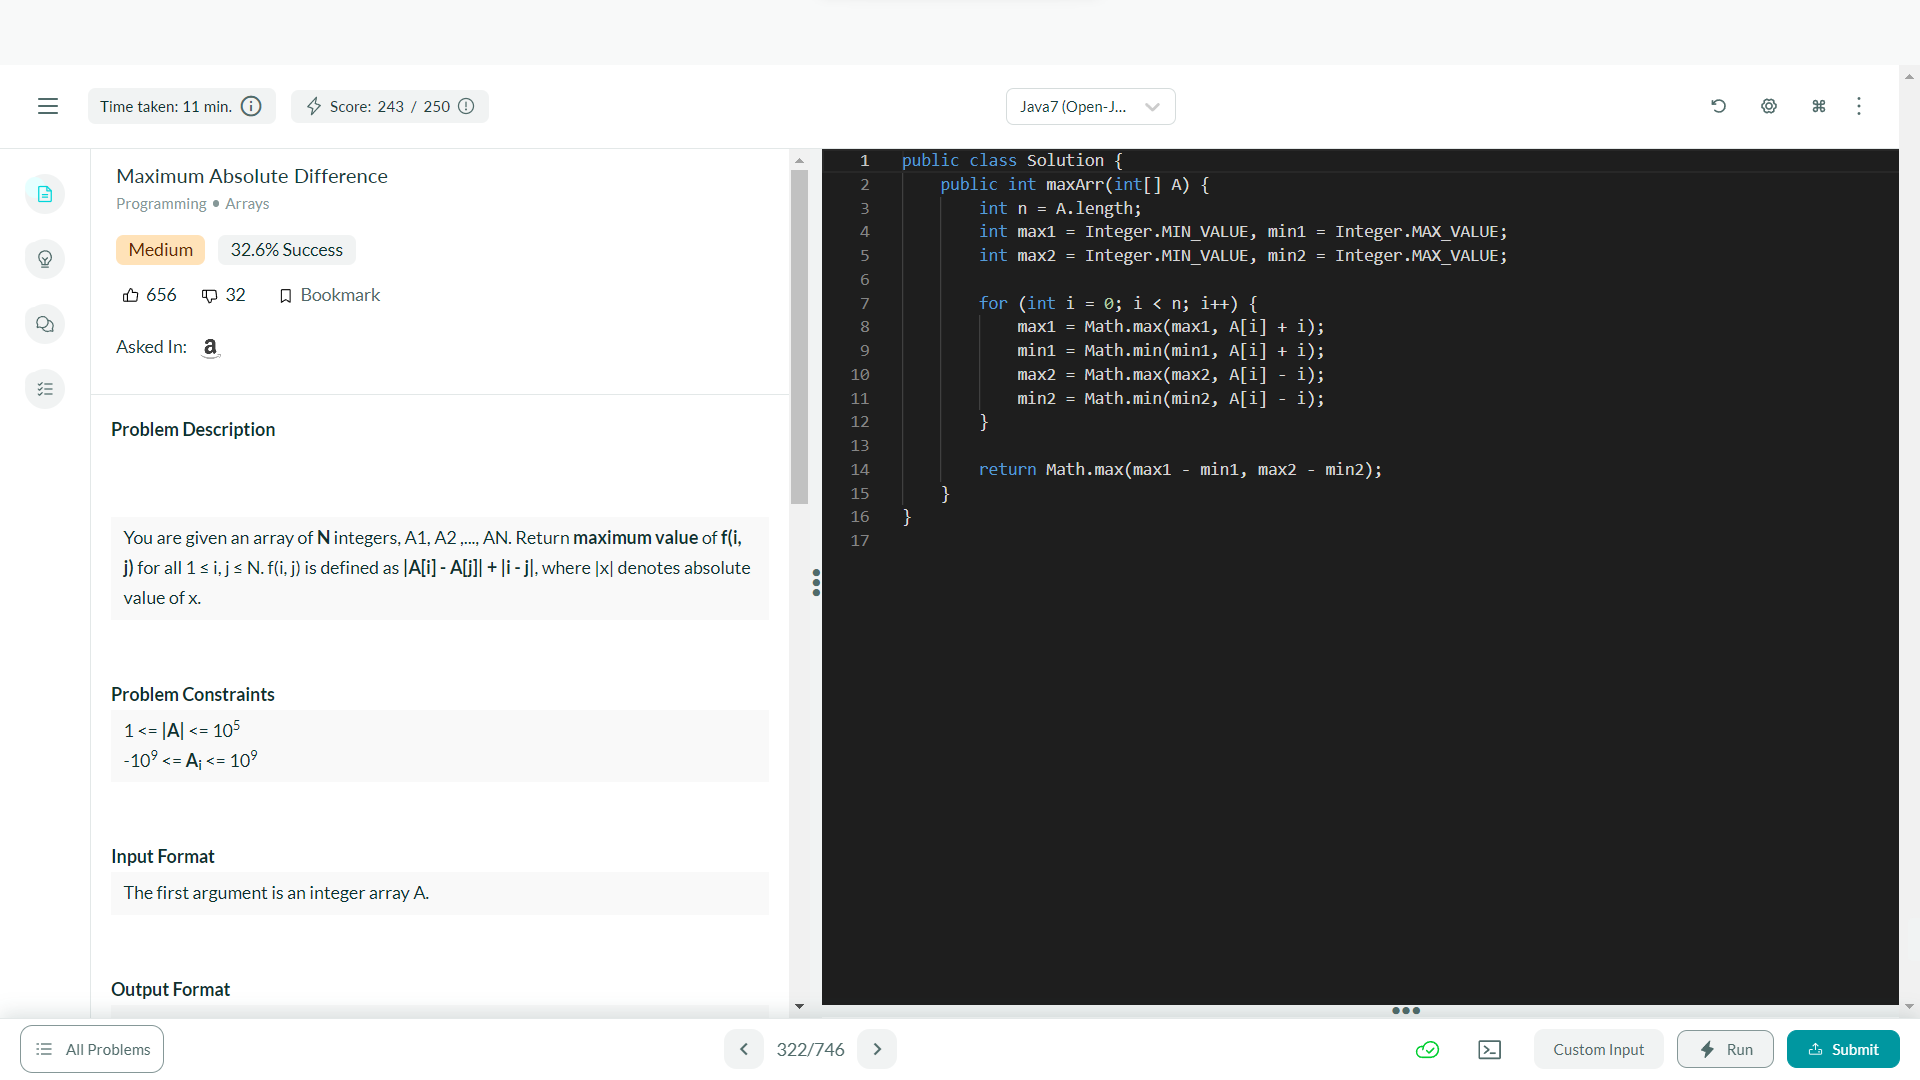 Time taken: 11 min.
Score: 243 / 250
Java7 (Open-J...
Maximum Absolute Difference
Programming • Arrays
Medium 32.6% Success
656 32 Bookmark
Asked In: a
Problem Description
You are given an array of N integers, A1, A2 ,...., AN. Return maximum value of f(i,
j) for all 1 ≤ i, j ≤ N. f(i, j) is defined as |A[i] - A[j]| + |i - j|, where |x| denotes absolute
value of x.
Problem Constraints
1 <= |A| <= 10⁵
-10⁹ <= Aᵢ <= 10⁹
Input Format
The first argument is an integer array A.
Output Format
1 public class Solution {
2 public int maxArr(int[] A) {
3 int n = A.length;
4 int max1 = Integer.MIN_VALUE, min1 = Integer.MAX_VALUE;
5 int max2 = Integer.MIN_VALUE, min2 = Integer.MAX_VALUE;
6
7 for (int i = 0; i < n; i++) {
8 max1 = Math.max(max1, A[i] + i);
9 min1 = Math.min(min1, A[i] + i);
10 max2 = Math.max(max2, A[i] - i);
11 min2 = Math.min(min2, A[i] - i);
12 }
13
14 return Math.max(max1 - min1, max2 - min2);
15 }
16 }
17
All Problems
322/746
Custom Input
Run
Submit